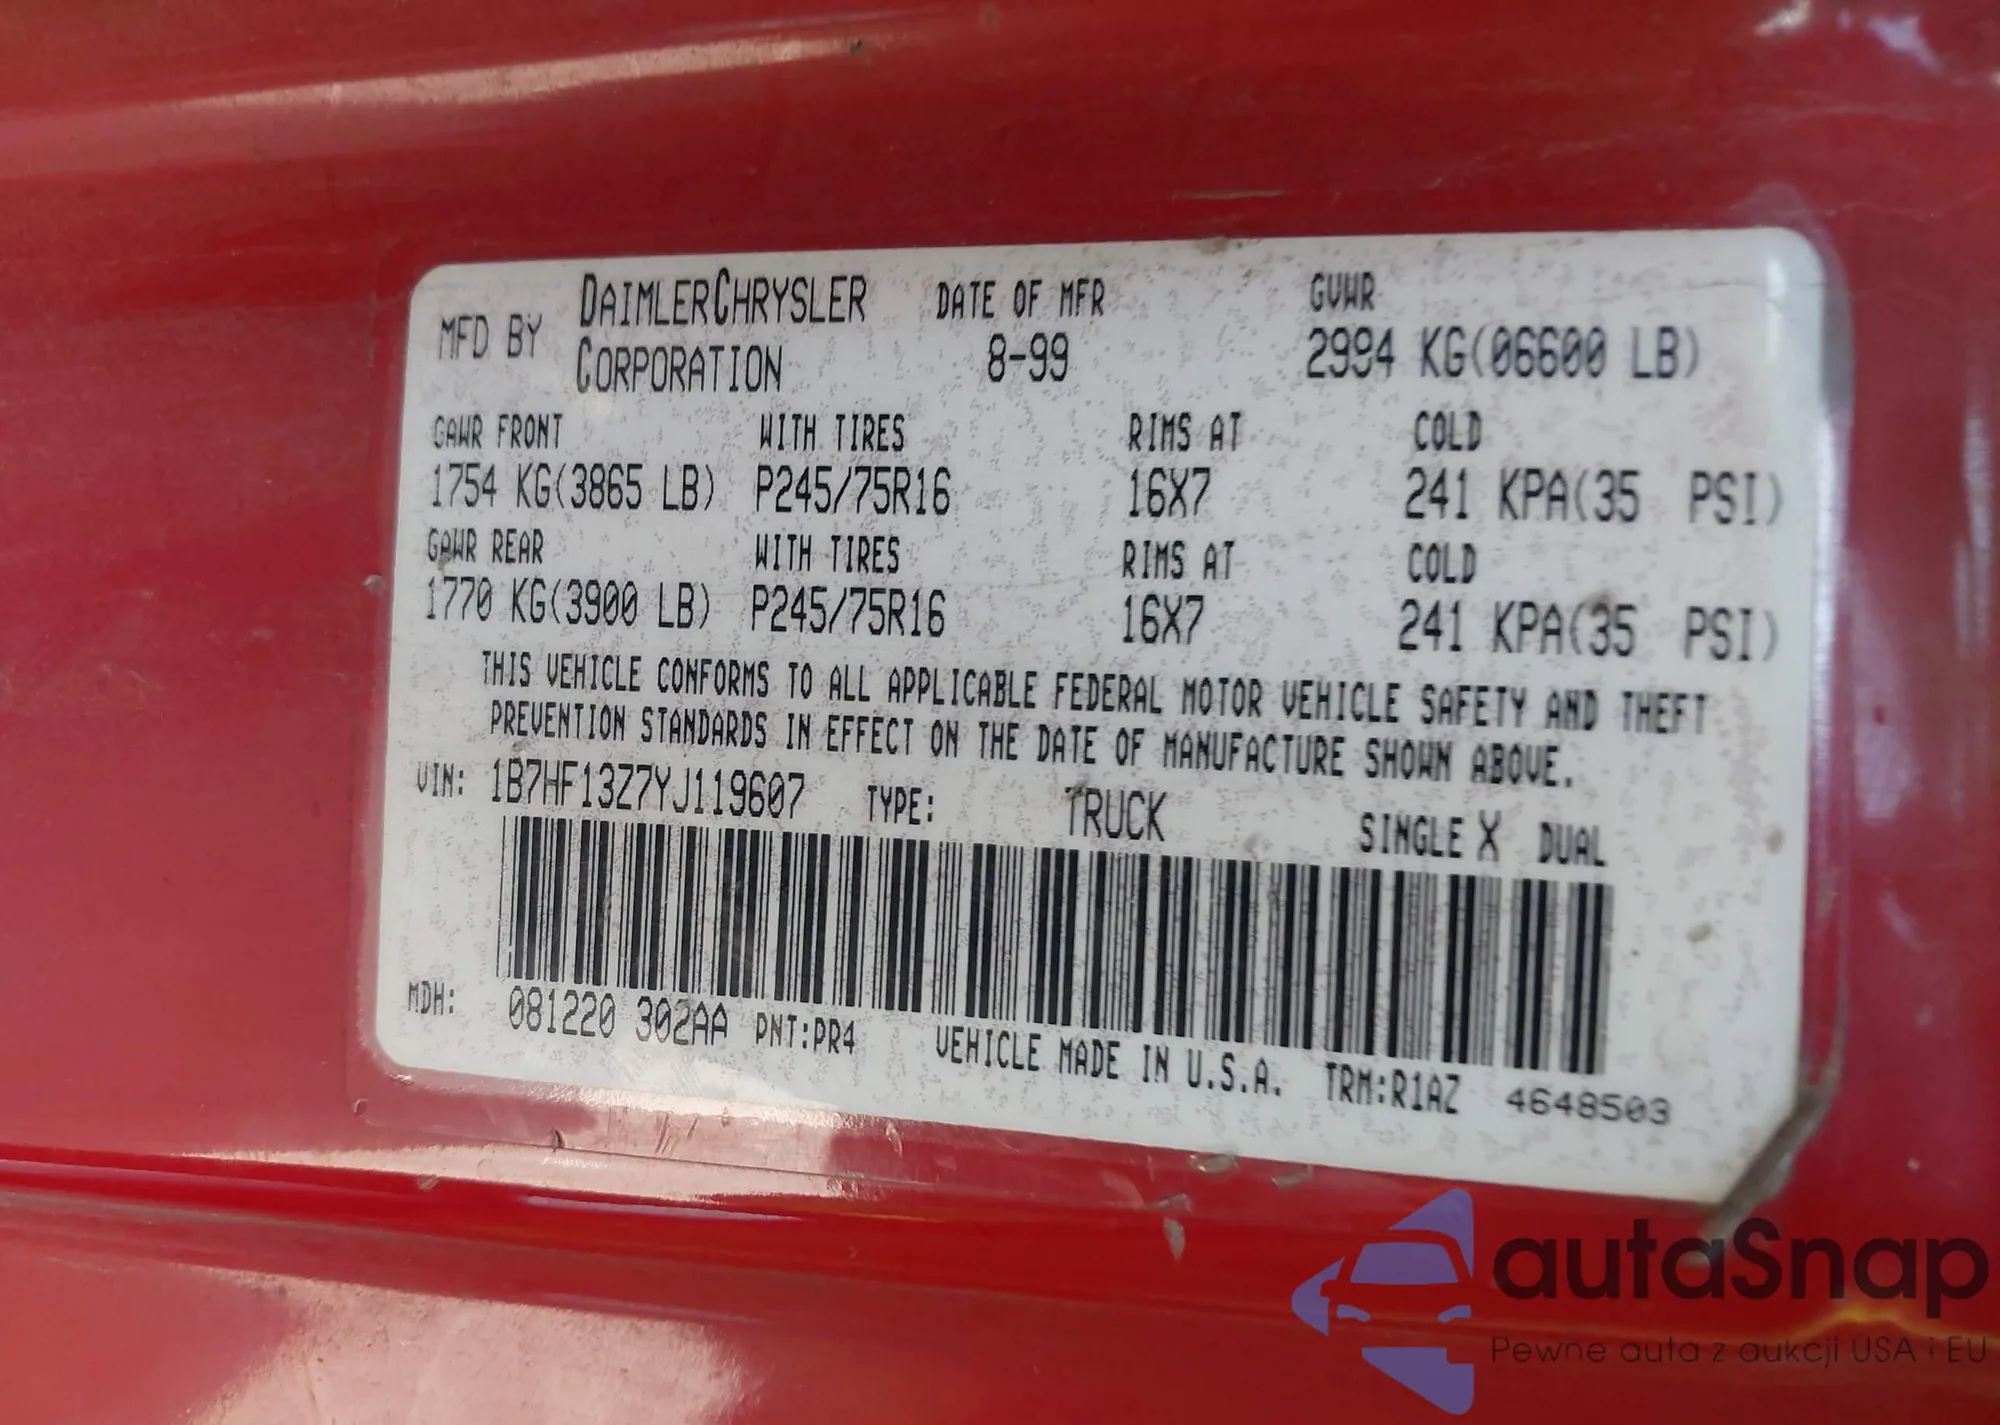 MFD BY DAIMLERCHRYSLER CORPORATION DATE OF MFR 8-99 GVWR 2994 KG(06600 LB)
GAWR FRONT WITH TIRES RIMS AT COLD
1754 KG(3865 LB) P245/75R16 16X7 241 KPA(35 PSI)
GAWR REAR WITH TIRES RIMS AT COLD
1770 KG(3900 LB) P245/75R16 16X7 241 KPA(35 PSI)
THIS VEHICLE CONFORMS TO ALL APPLICABLE FEDERAL MOTOR VEHICLE SAFETY AND THEFT
PREVENTION STANDARDS IN EFFECT ON THE DATE OF MANUFACTURE SHOWN ABOVE.
VIN: 1B7HF13Z7YJ119607 TYPE: TRUCK SINGLE X DUAL
MDH: 081220 302AA PNT:PR4 VEHICLE MADE IN U.S.A. TRM:R1AZ 4648503
autaSnap
Pewne auta z aukcji USA i EU